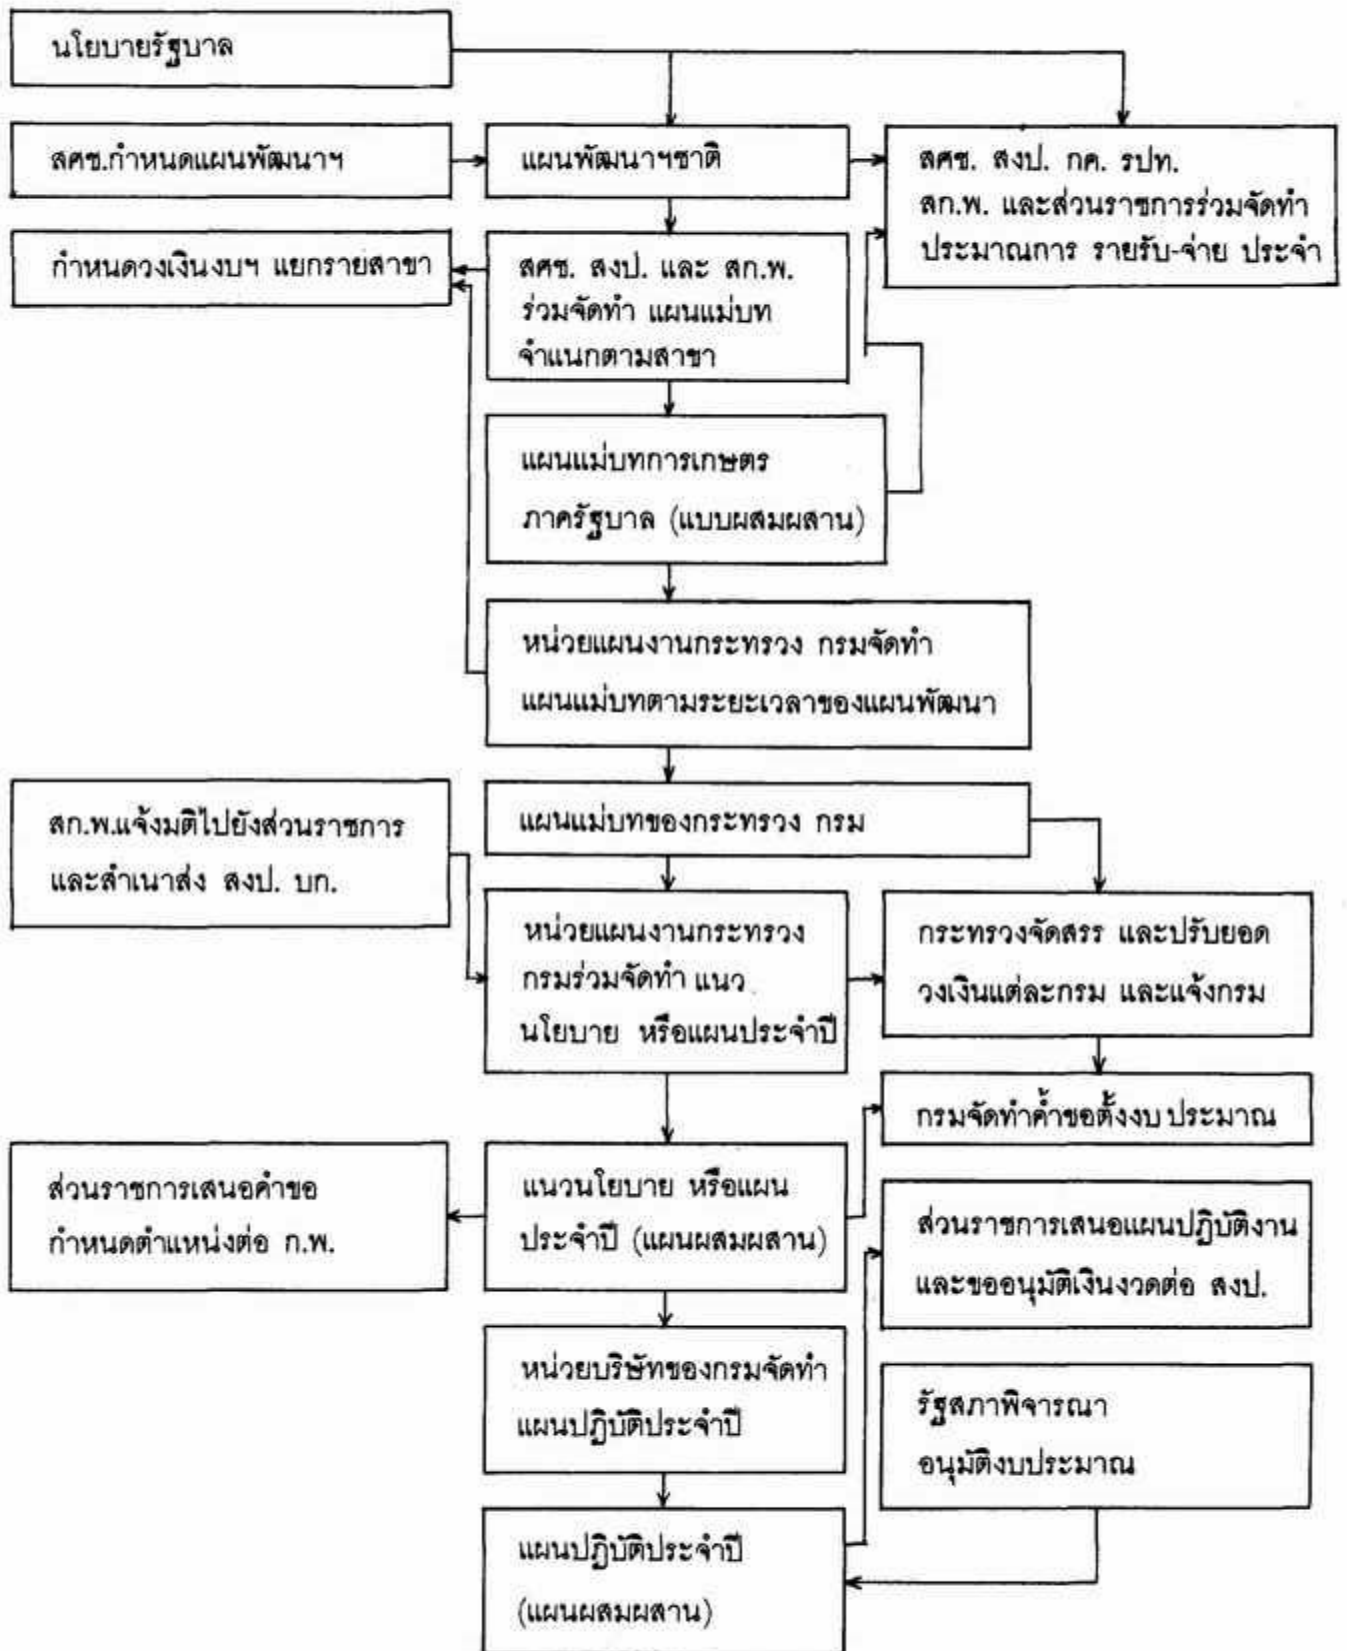 นโยบายรัฐบาล
สศช.กำหนดแผนพัฒนาฯ
แผนพัฒนาฯชาติ
สศช. สงป. กค. รปท.
สก.พ. และส่วนราชการร่วมจัดทำ
ประมาณการ รายรับ-จ่าย ประจำ
กำหนดวงเงินงบฯ แยกรายสาขา
สศช. สงป. และ สก.พ.
ร่วมจัดทำ แผนแม่บท
จำแนกตามสาขา
แผนแม่บทการเกษตร
ภาครัฐบาล (แบบผสมผสาน)
หน่วยแผนงานกระทรวง กรมจัดทำ
แผนแม่บทตามระยะเวลาของแผนพัฒนา
สก.พ.แจ้งมติไปยังส่วนราชการ
และสำเนาส่ง สงป. บก.
แผนแม่บทของกระทรวง กรม
หน่วยแผนงานกระทรวง
กรมร่วมจัดทำ แนว
นโยบาย หรือแผนประจำปี
กระทรวงจัดสรร และปรับยอด
วงเงินแต่ละกรม และแจ้งกรม
กรมจัดทำค้ำขอตั้งงบ ประมาณ
ส่วนราชการเสนอคำขอ
กำหนดตำแหน่งต่อ ก.พ.
แนวนโยบาย หรือแผน
ประจำปี (แผนผสมผสาน)
ส่วนราชการเสนอแผนปฏิบัติงาน
และขออนุมัติเงินงวดต่อ สงป.
หน่วยบริษัทของกรมจัดทำ
แผนปฏิบัติประจำปี
รัฐสภาพิจารณา
อนุมัติงบประมาณ
แผนปฏิบัติประจำปี
(แผนผสมผสาน)